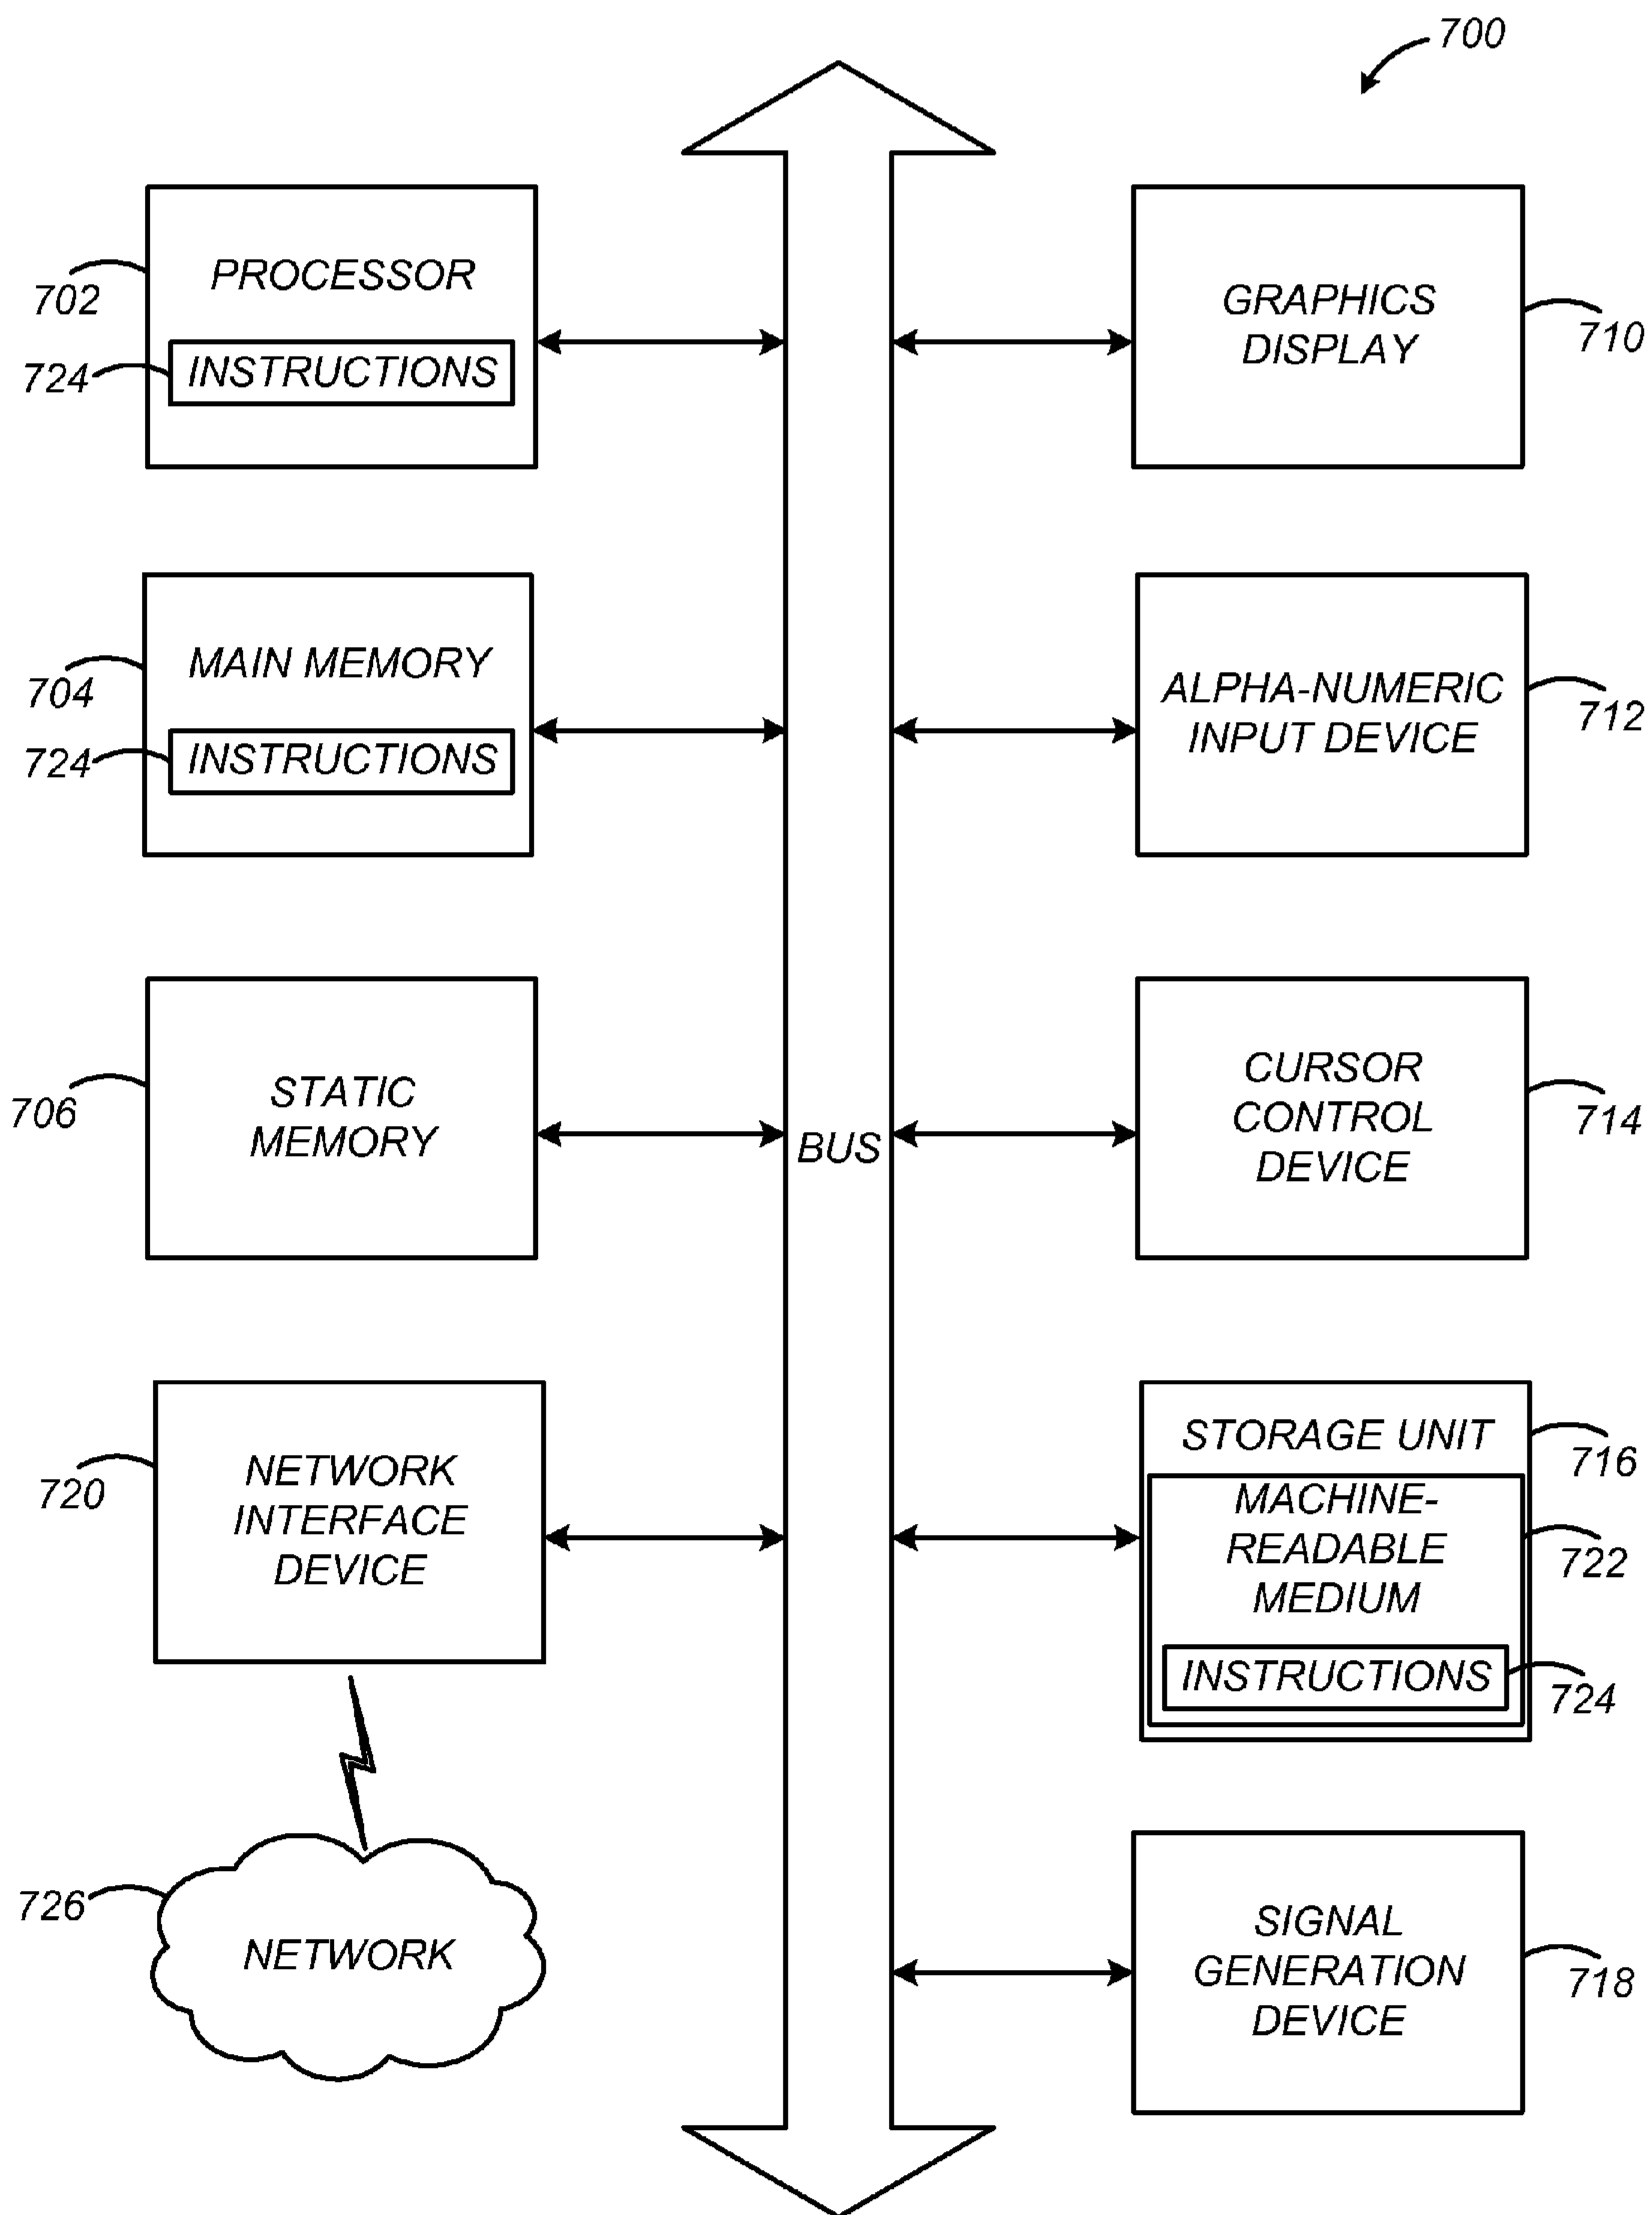 700
PROCESSOR
702
724
INSTRUCTIONS
GRAPHICS
DISPLAY
710
MAIN MEMORY
704
724
INSTRUCTIONS
ALPHA-NUMERIC
INPUT DEVICE
712
STATIC
MEMORY
706
BUS
CURSOR
CONTROL
DEVICE
714
NETWORK
INTERFACE
DEVICE
720
STORAGE UNIT
716
MACHINE-
READABLE
MEDIUM
722
INSTRUCTIONS
724
726
NETWORK
SIGNAL
GENERATION
DEVICE
718